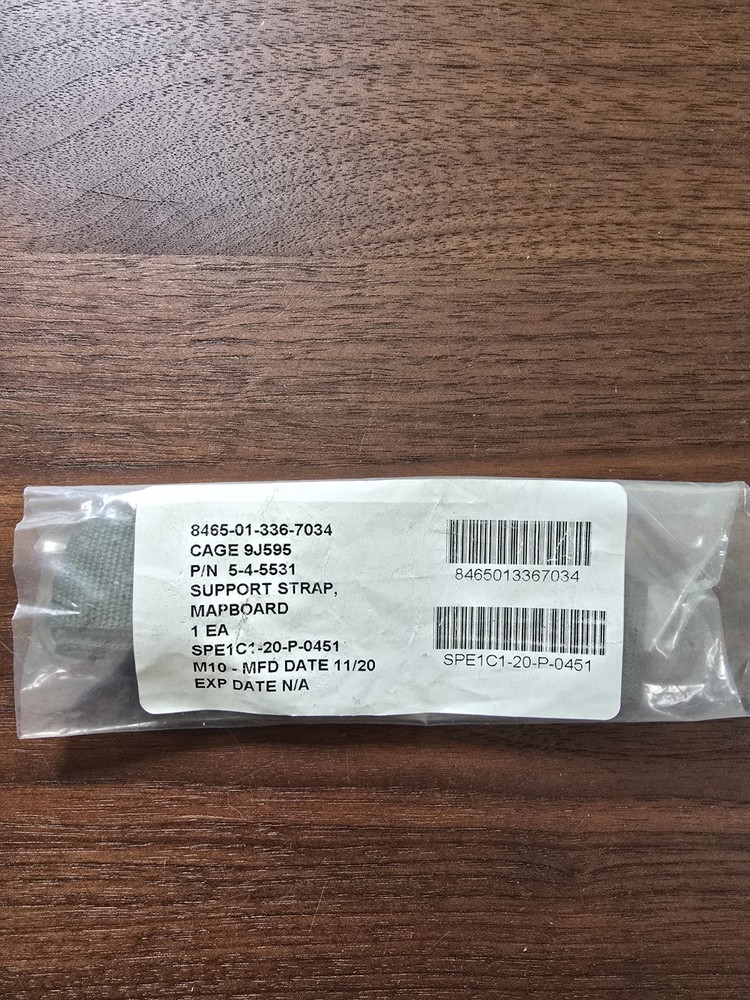 8465-01-336-7034
CAGE 9J595
P/N 5-4-5531
SUPPORT STRAP,
MAPBOARD
1 EA
SPE1C1-20-P-0451
M10 - MFD DATE 11/20
EXP DATE N/A
8465013367034
SPE1C1-20-P-0451